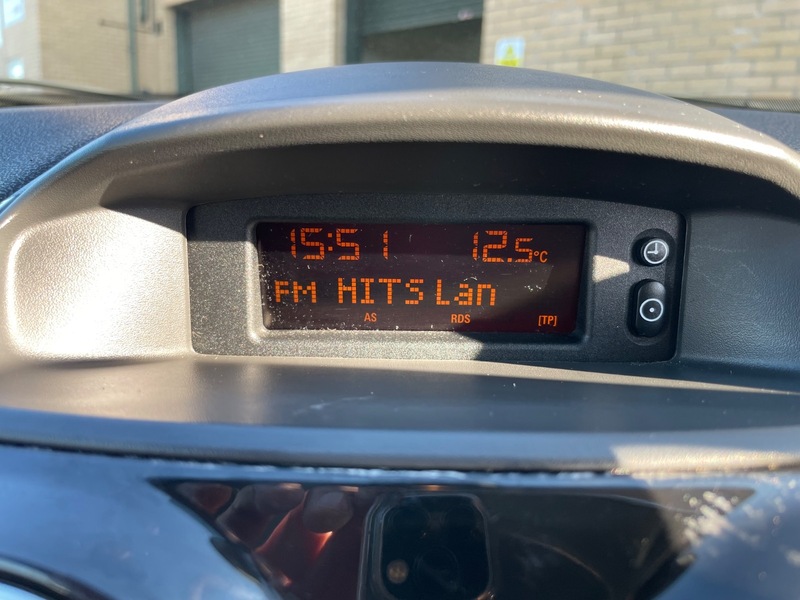 15:51 12.5°C
FM HITS Lan
AS RDS [TP]